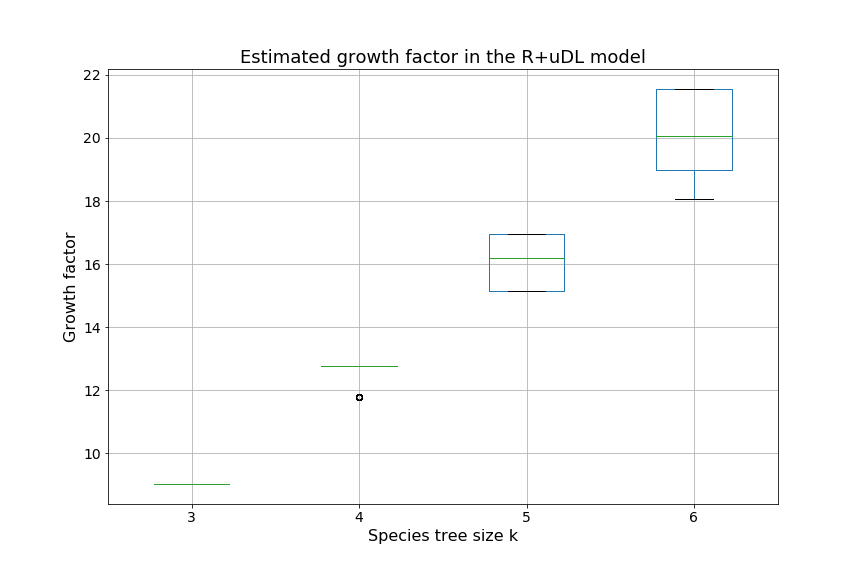 Estimated growth factor in the R+uDL model
22
20
18
16
14
12
10
Growth factor
3 4 5 6
Species tree size k